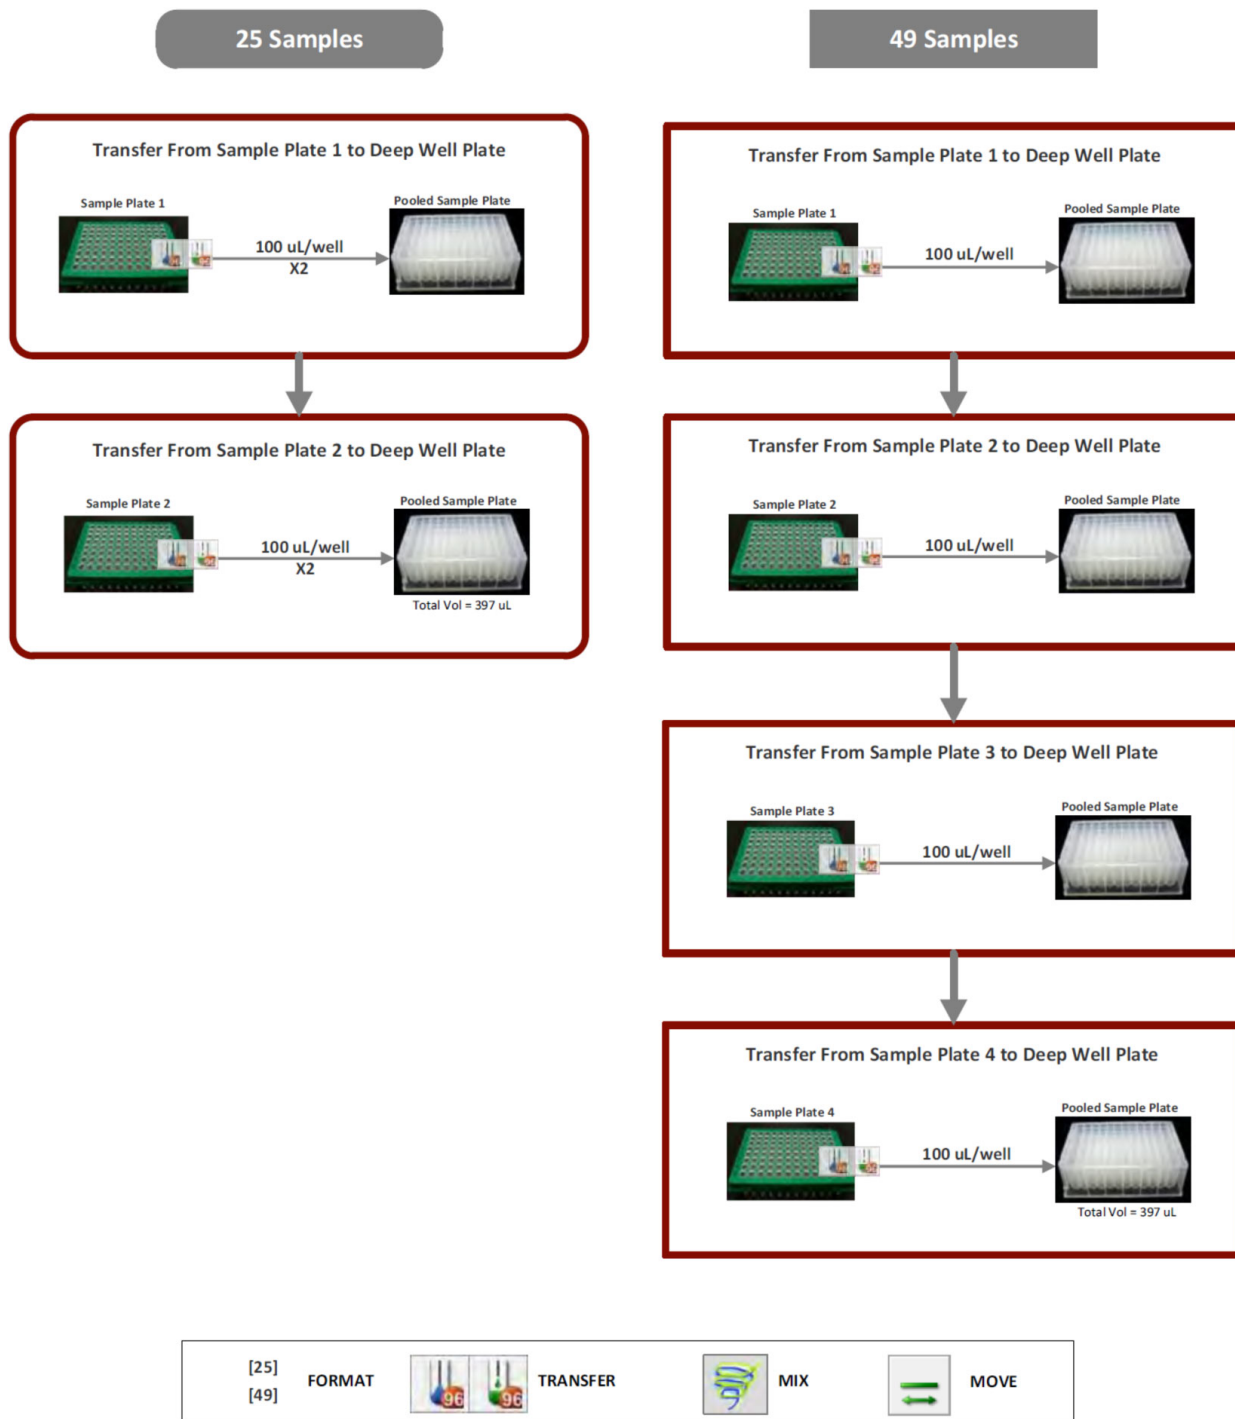 25 Samples
Transfer From Sample Plate 1 to Deep Well Plate
Sample Plate 1
Pooled Sample Plate
100 uL/well
X2
Transfer From Sample Plate 2 to Deep Well Plate
Sample Plate 2
Pooled Sample Plate
100 uL/well
X2
Total Vol = 397 uL
49 Samples
Transfer From Sample Plate 1 to Deep Well Plate
Sample Plate 1
Pooled Sample Plate
100 uL/well
Transfer From Sample Plate 2 to Deep Well Plate
Sample Plate 2
Pooled Sample Plate
100 uL/well
Transfer From Sample Plate 3 to Deep Well Plate
Sample Plate 3
Pooled Sample Plate
100 uL/well
Transfer From Sample Plate 4 to Deep Well Plate
Sample Plate 4
Pooled Sample Plate
100 uL/well
Total Vol = 397 uL
[25]
[49]
FORMAT
96
96
TRANSFER
MIX
MOVE